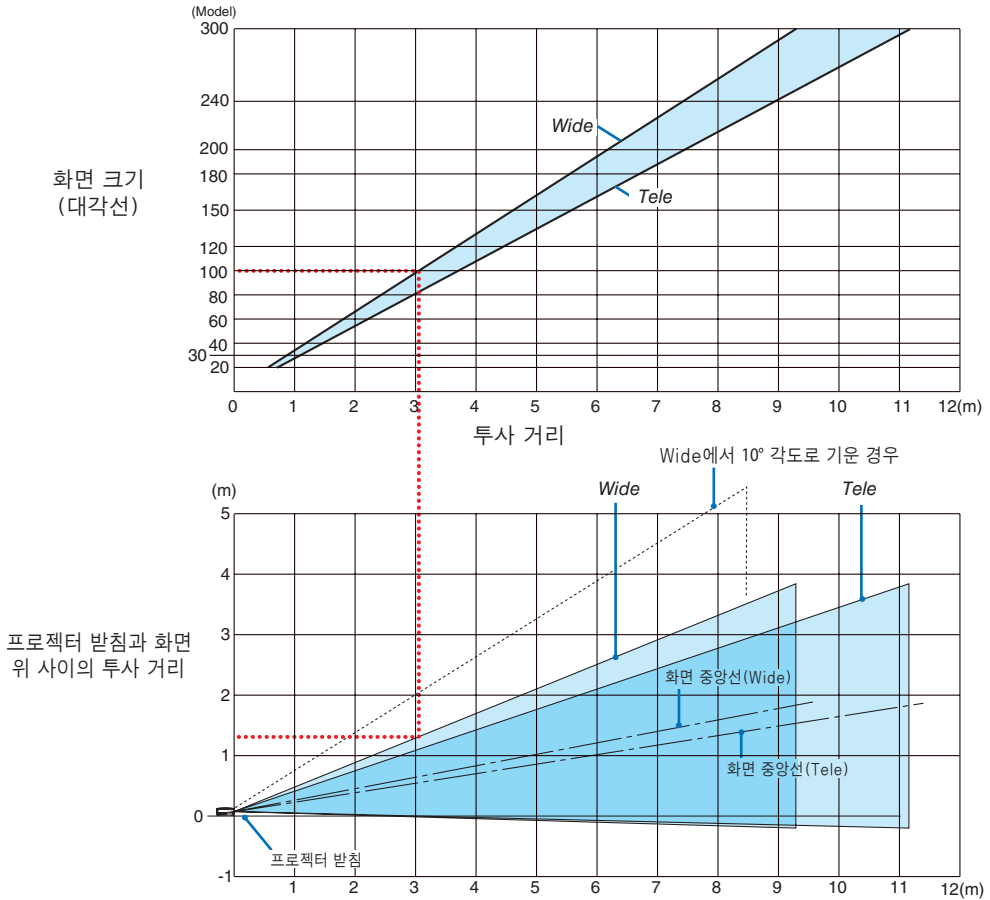 (Model)
300
240
200
180
150
120
100
80
60
40
30
20
Wide
Tele
화면 크기
(대각선)
0 1 2 3 4 5 6 7 8 9 10 11 12(m)
투사 거리
Wide에서 10° 각도로 기운 경우
(m)
Wide
Tele
5
4
3
2
1
0
-1
프로젝터 받침과 화면
위 사이의 투사 거리
화면 중앙선(Wide)
화면 중앙선(Tele)
프로젝터 받침
1 2 3 4 5 6 7 8 9 10 11 12(m)